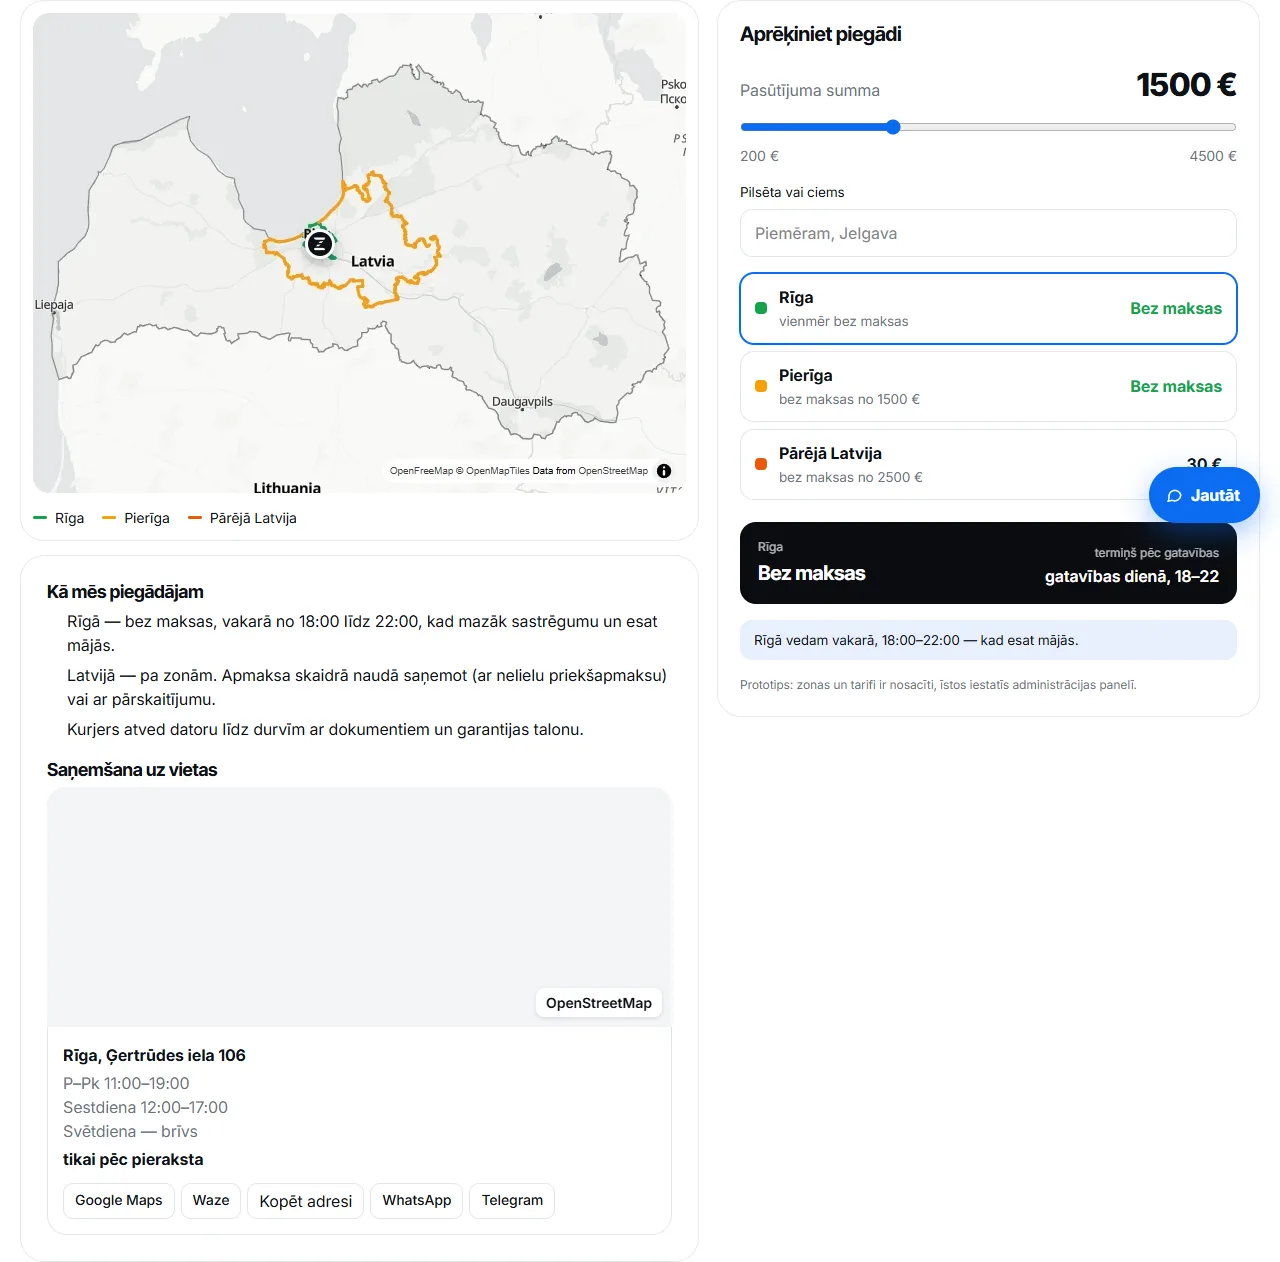 Psko
Пско
PS
Latvia
Liepaja
Daugavpils
OpenFreeMap © OpenMapTiles Data from OpenStreetMap
Lithuania
VIT
Rīga
Pierīga
Pārējā Latvija
Kā mēs piegādājam
Rīgā — bez maksas, vakarā no 18:00 līdz 22:00, kad mazāk sastrēgumu un esat
mājās.
Latvijā — pa zonām. Apmaksa skaidrā naudā saņemot (ar nelielu priekšapmaksu)
vai ar pārskaitījumu.
Kurjers atved datoru līdz durvīm ar dokumentiem un garantijas talonu.
Saņemšana uz vietas
OpenStreetMap
Rīga, Ģertrūdes iela 106
P–Pk 11:00–19:00
Sestdiena 12:00–17:00
Svētdiena — brīvs
tikai pēc pieraksta
Google Maps
Waze
Kopēt adresi
WhatsApp
Telegram
Aprēķiniet piegādi
Pasūtījuma summa
1500 €
200 €
4500 €
Pilsēta vai ciems
Piemēram, Jelgava
Rīga
vienmēr bez maksas
Bez maksas
Pierīga
bez maksas no 1500 €
Bez maksas
Pārējā Latvija
bez maksas no 2500 €
30 €
Jautāt
Rīga
Bez maksas
termiņš pēc gatavības
gatavības dienā, 18–22
Rīgā vedam vakarā, 18:00–22:00 — kad esat mājās.
Prototips: zonas un tarifi ir nosacīti, īstos iestatīs administrācijas panelī.